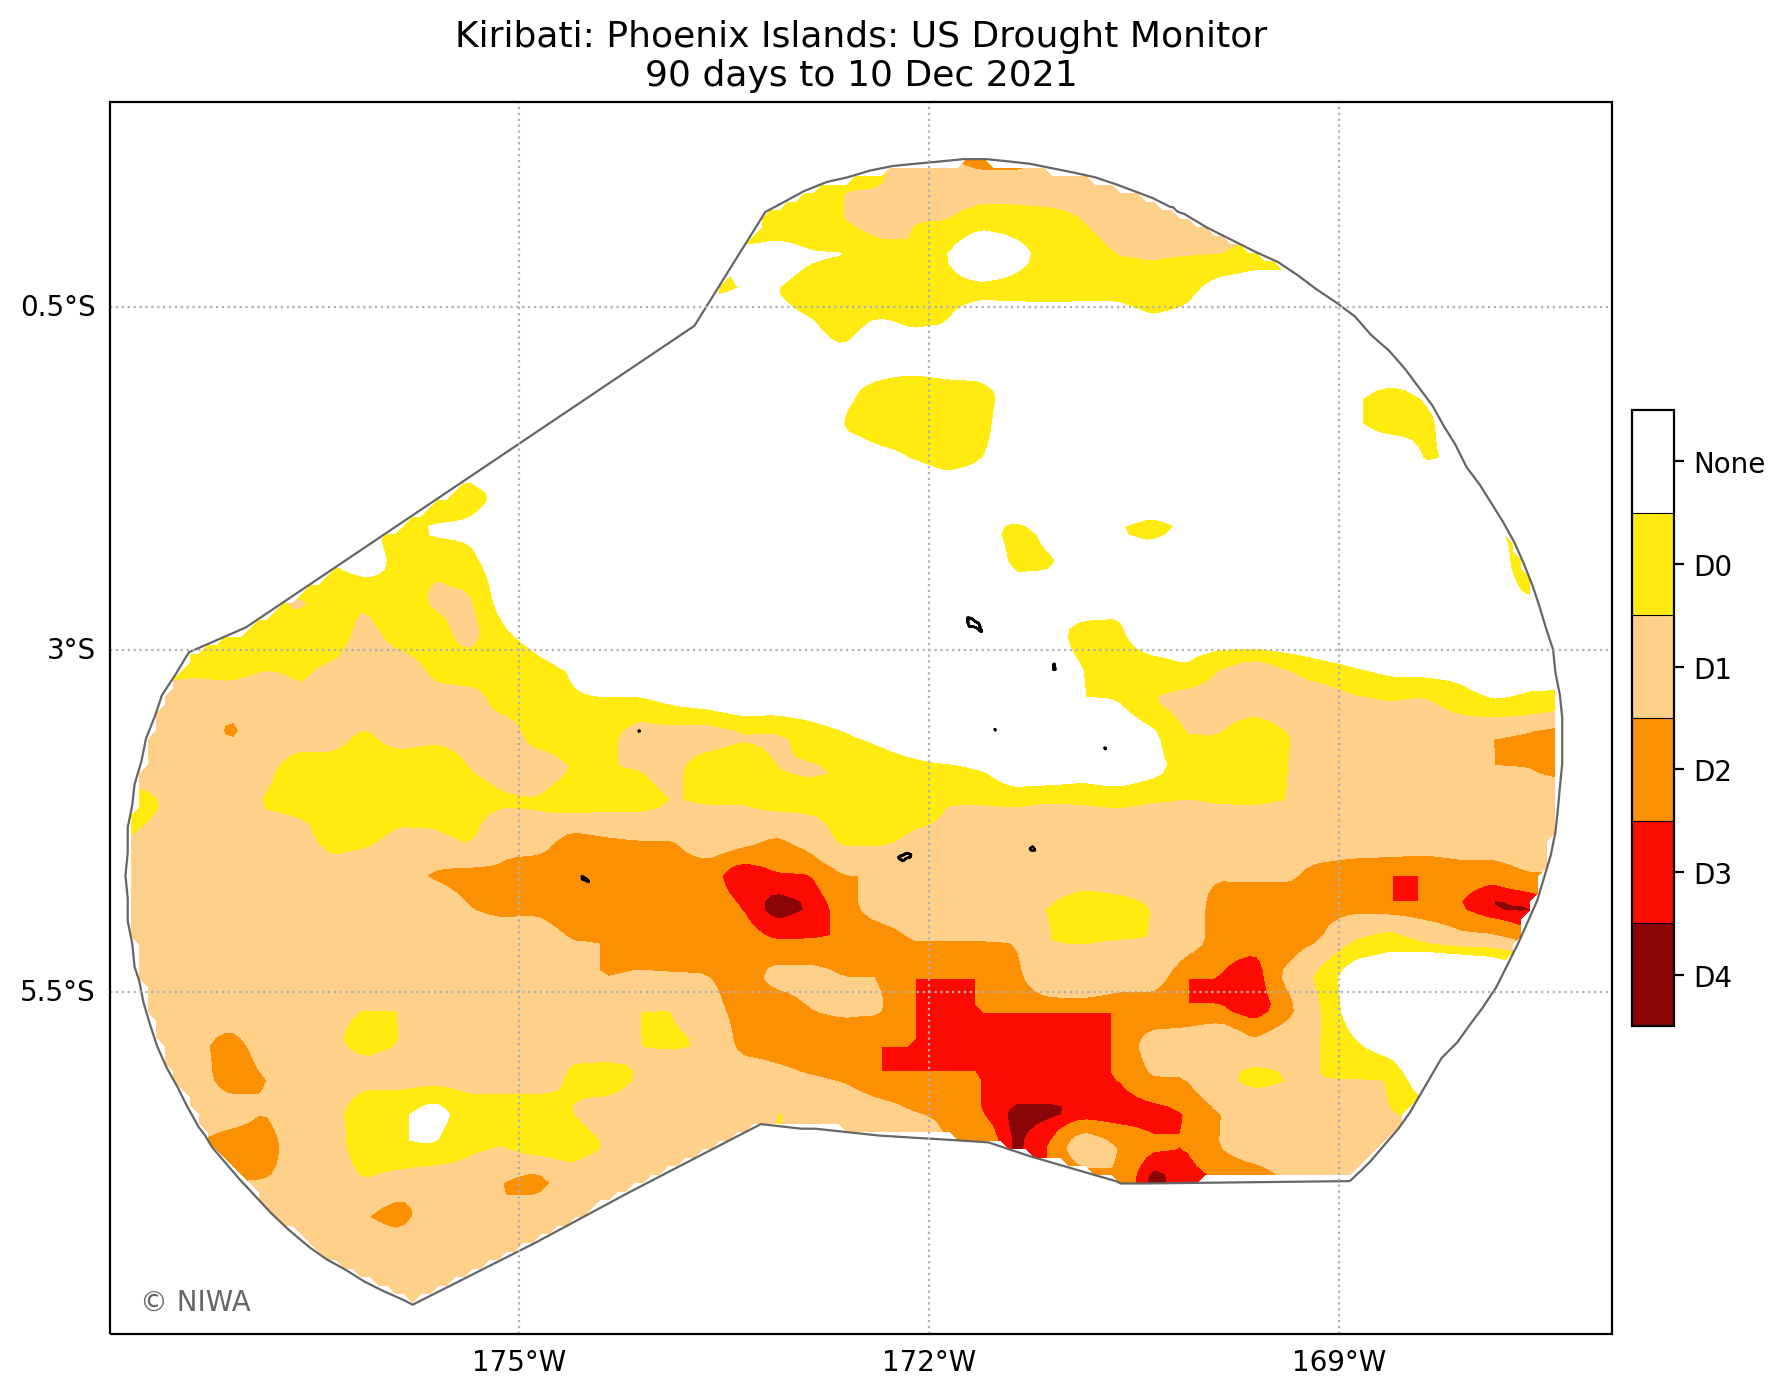 Kiribati: Phoenix Islands: US Drought Monitor
90 days to 10 Dec 2021
0.5°S
3°S
5.5°S
175°W
172°W
169°W
None
D0
D1
D2
D3
D4
© NIWA